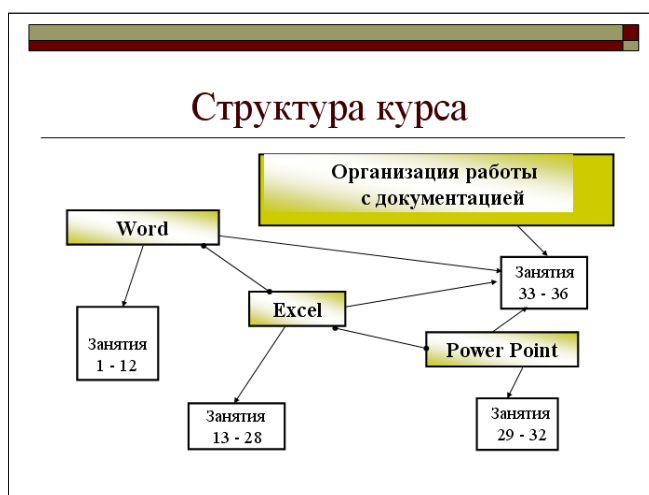 Структура курса
Организация работы
с документацией
Word
Занятия
33 - 36
Excel
Занятия
1 - 12
Power Point
Занятия
13 - 28
Занятия
29 - 32